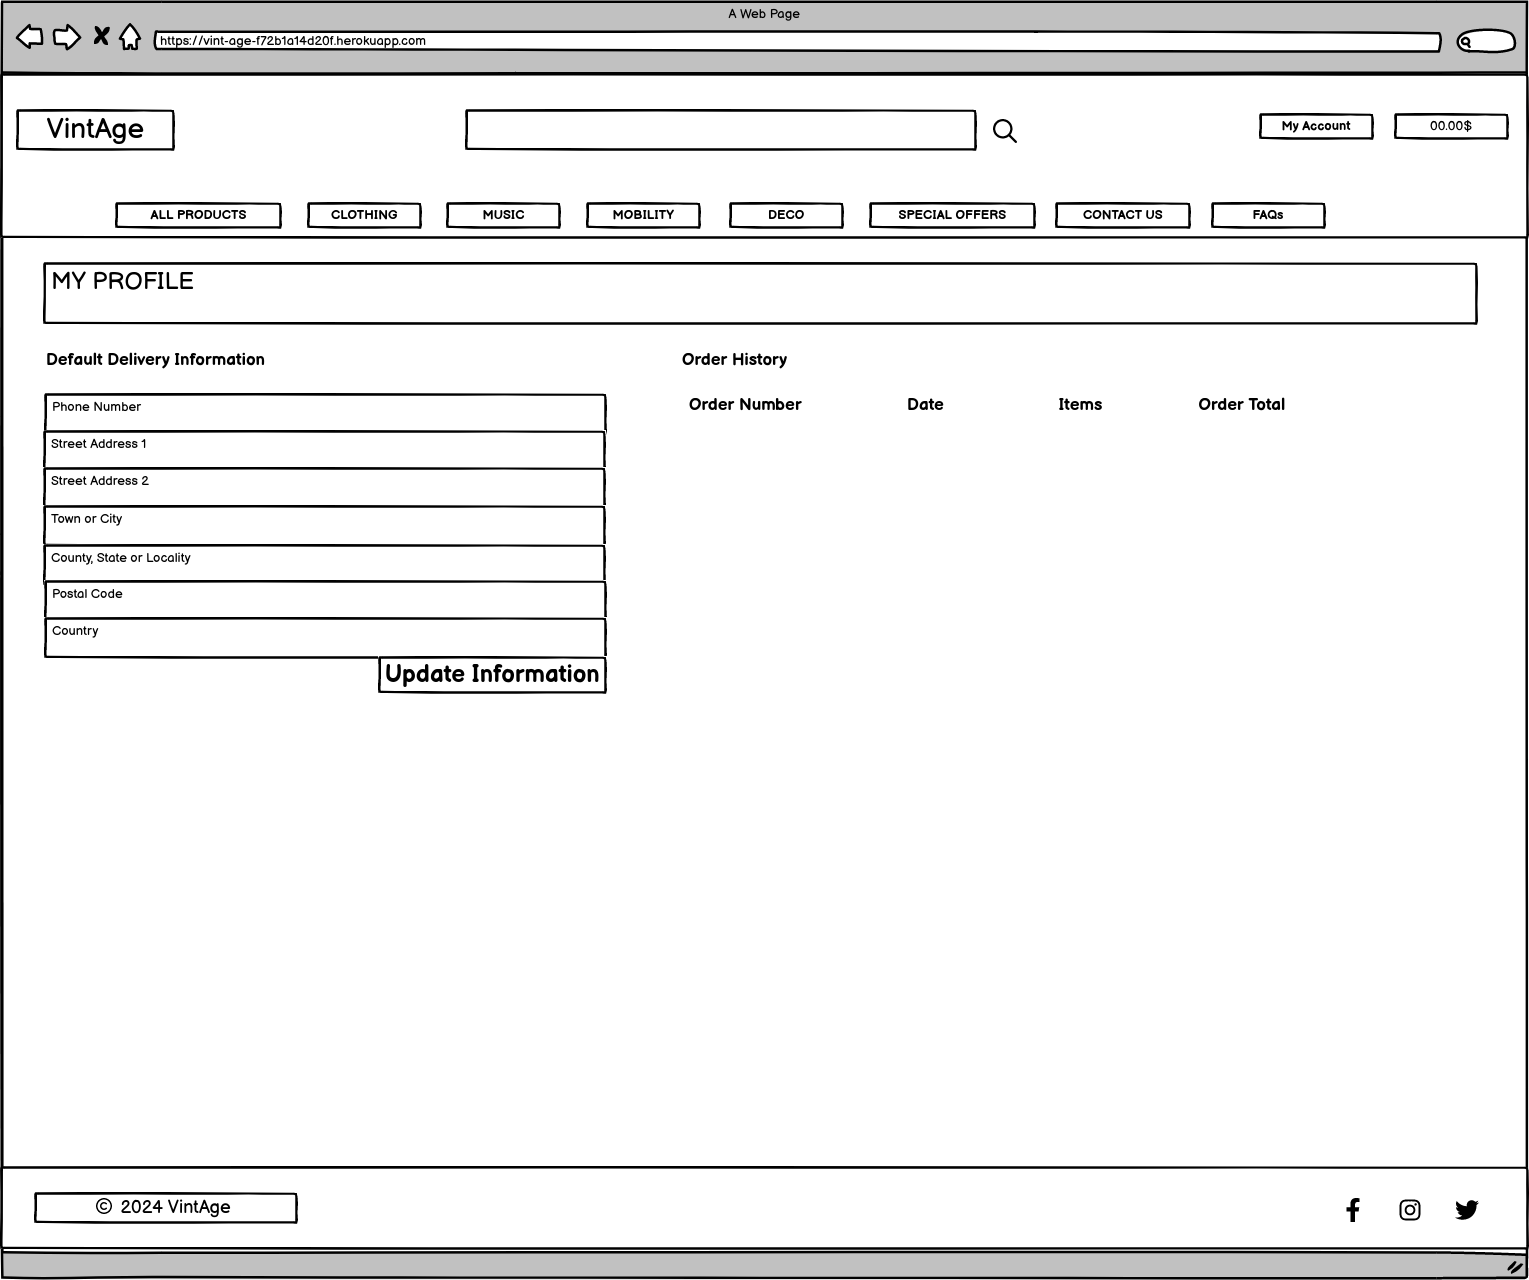 A Web Page
https://vint-age-f72b1a14d20f.herokuapp.com
VintAge
My Account
00.00$
ALL PRODUCTS CLOTHING MUSIC MOBILITY DECO SPECIAL OFFERS CONTACT US FAQs
MY PROFILE
Default Delivery Information
Phone Number
Street Address 1
Street Address 2
Town or City
County, State or Locality
Postal Code
Country
Update Information
Order History
Order Number Date Items Order Total
© 2024 VintAge